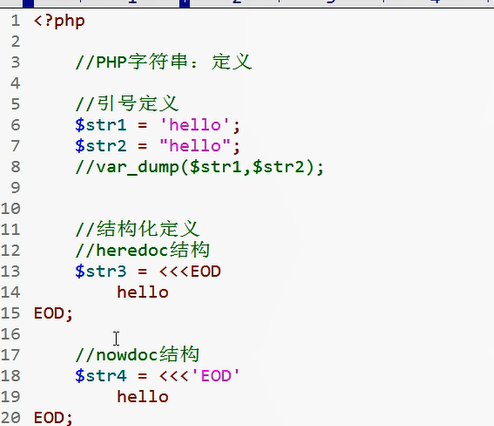 1 <?php
2
3     //PHP字符串：定义
4
5     //引号定义
6     $str1 = 'hello';
7     $str2 = "hello";
8     //var_dump($str1,$str2);
9
10
11     //结构化定义
12     //heredoc结构
13     $str3 = <<<EOD
14         hello
15 EOD;
16
17     //nowdoc结构
18     $str4 = <<<'EOD'
19         hello
20 EOD;